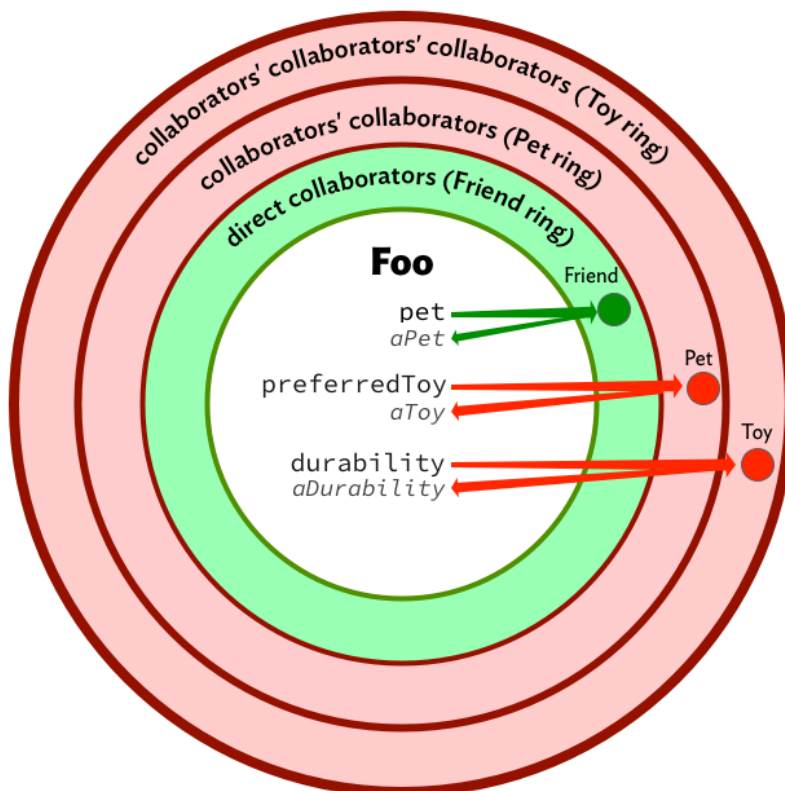 collaborators' collaborators' collaborators (Toy ring)
collaborators' collaborators (Pet ring)
direct collaborators (Friend ring)
Foo
Friend
pet
aPet
Pet
preferredToy
aToy
Toy
durability
aDurability